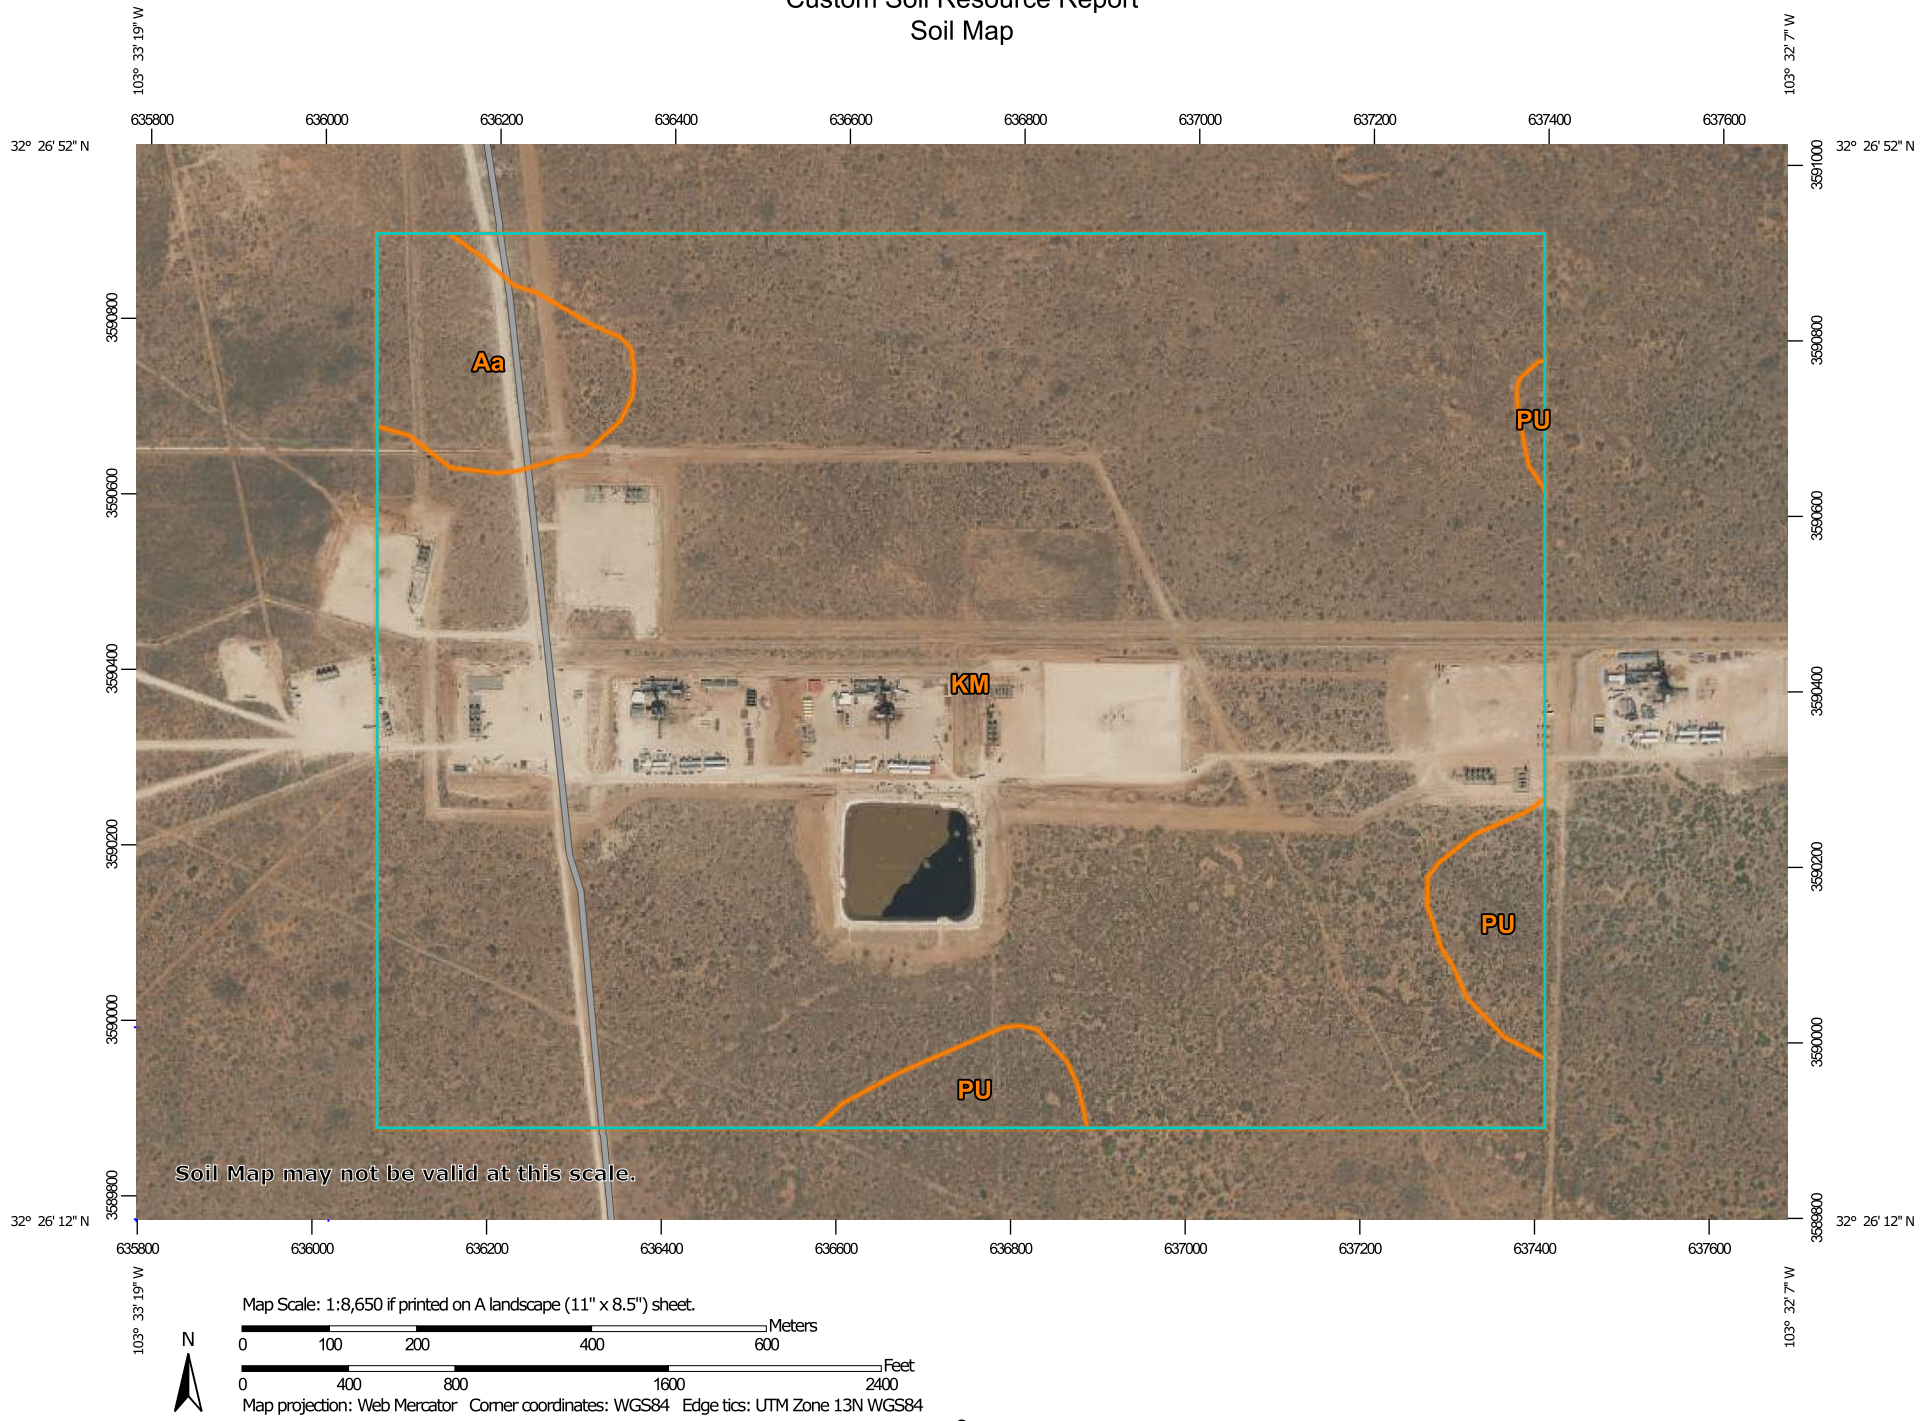 Custom Soil Resource Report
Soil Map
103° 33' 19" W
103° 32' 7" W
635800 636000 636200 636400 636600 636800 637000 637200 637400 637600
32° 26' 52" N
32° 26' 52" N
3591000
3590800
3590800
3590600
3590600
3590400
3590400
3590200
3590200
3590000
3590000
3589800
3589800
Aa
PU
KM
PU
PU
Soil Map may not be valid at this scale.
32° 26' 12" N
32° 26' 12" N
635800 636000 636200 636400 636600 636800 637000 637200 637400 637600
103° 33' 19" W
103° 32' 7" W
Map Scale: 1:8,650 if printed on A landscape (11" x 8.5") sheet.
Meters
0 100 200 400 600
N
Feet
0 400 800 1600 2400
Map projection: Web Mercator Corner coordinates: WGS84 Edge tics: UTM Zone 13N WGS84